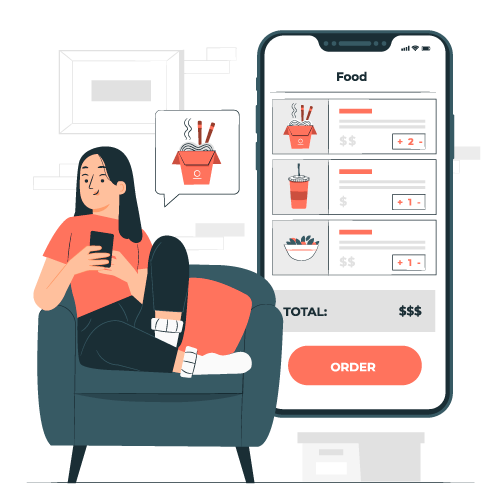 Food
$$
+ 2 -
$
+ 1 -
$$
+ 1 -
TOTAL: $$$
ORDER